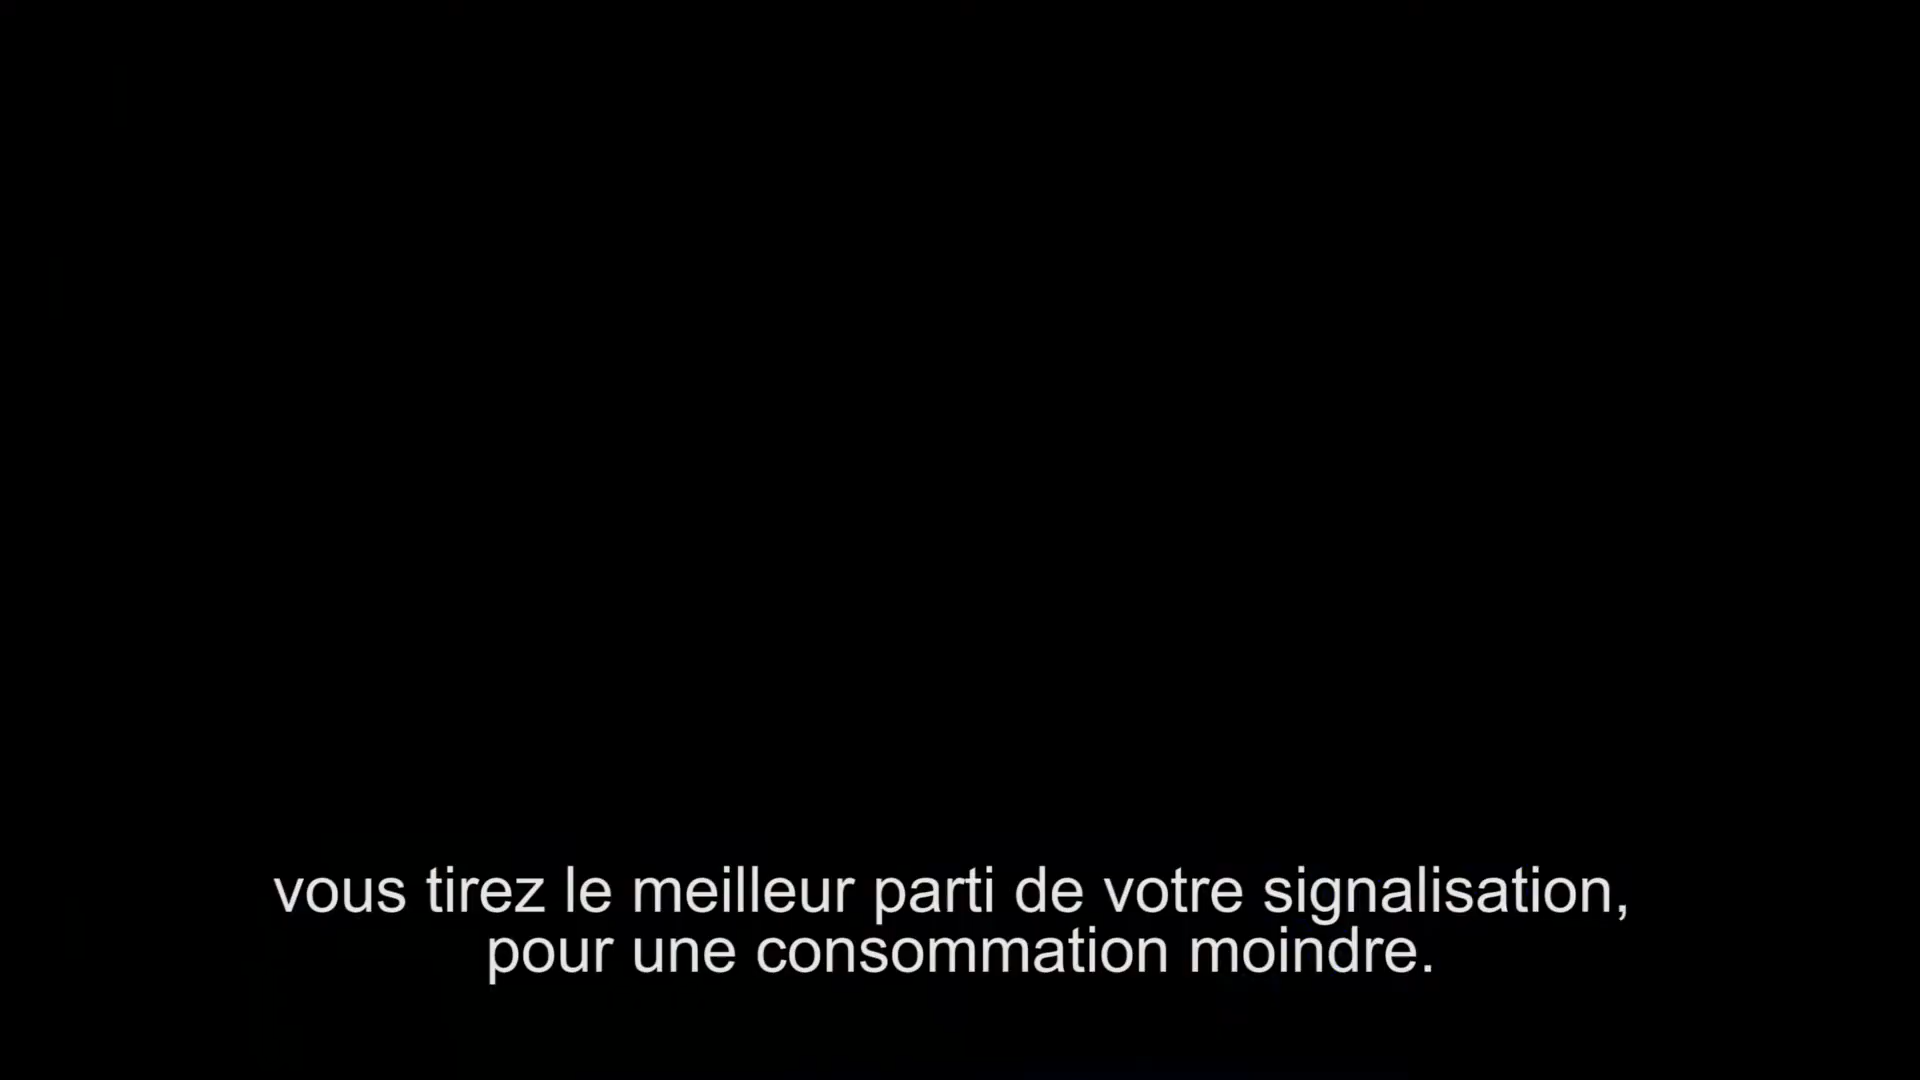 vous tirez le meilleur parti de votre signalisation,
pour une consommation moindre.